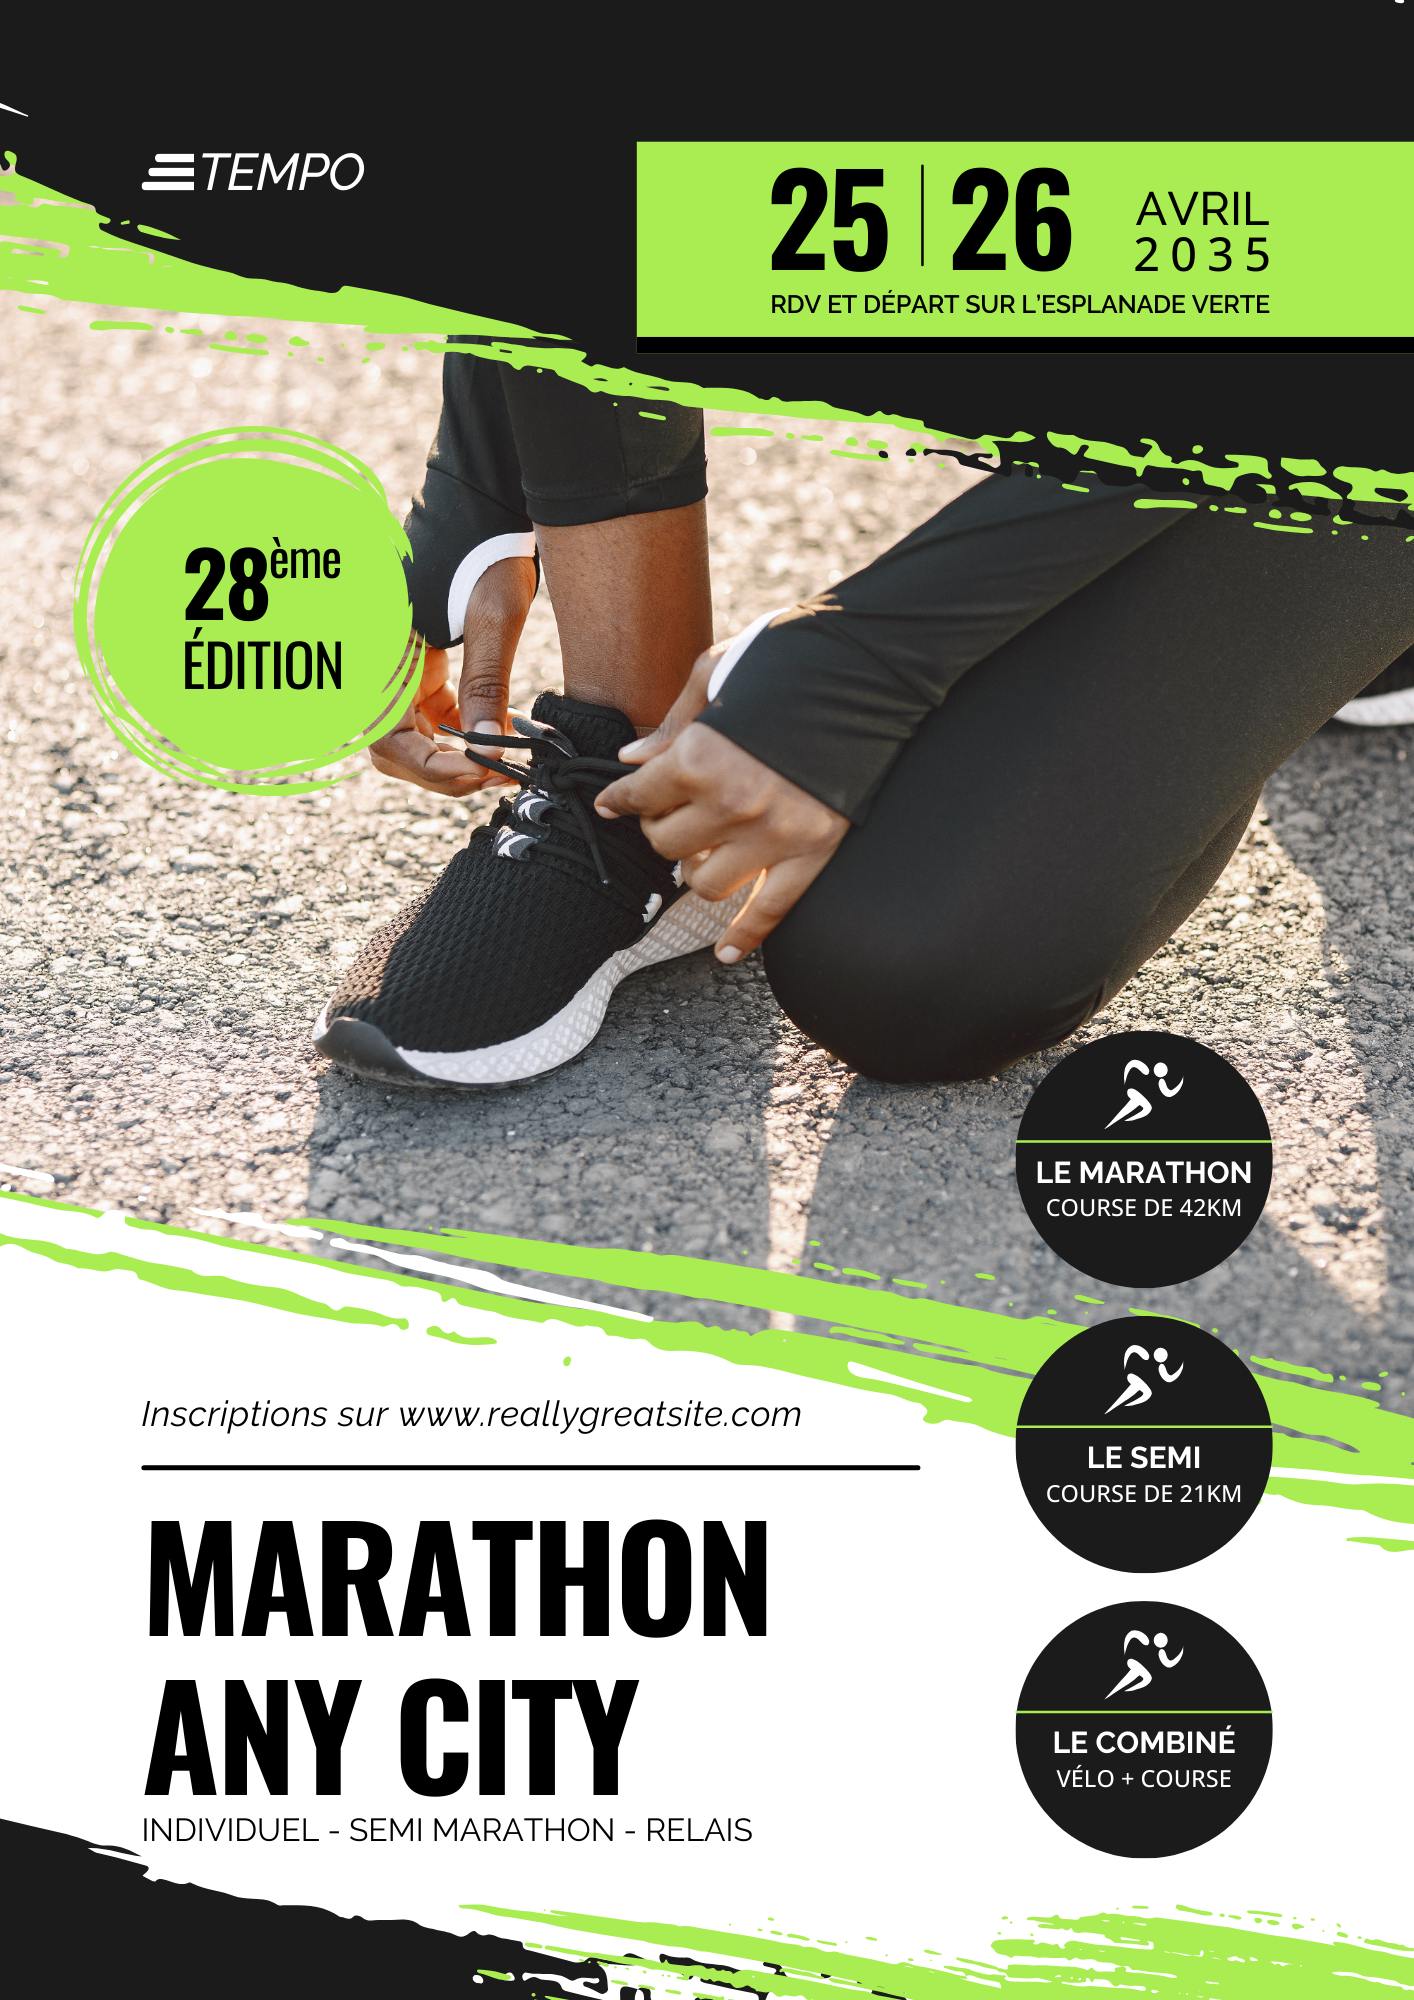 TEMPO
25 | 26
AVRIL
2035
RDV ET DÉPART SUR L'ESPLANADE VERTE
28ème
ÉDITION
LE MARATHON
COURSE DE 42KM
LE SEMI
COURSE DE 21KM
LE COMBINÉ
VÉLO + COURSE
Inscriptions sur www.reallygreatsite.com
MARATHON
ANY CITY
INDIVIDUEL - SEMI MARATHON - RELAIS